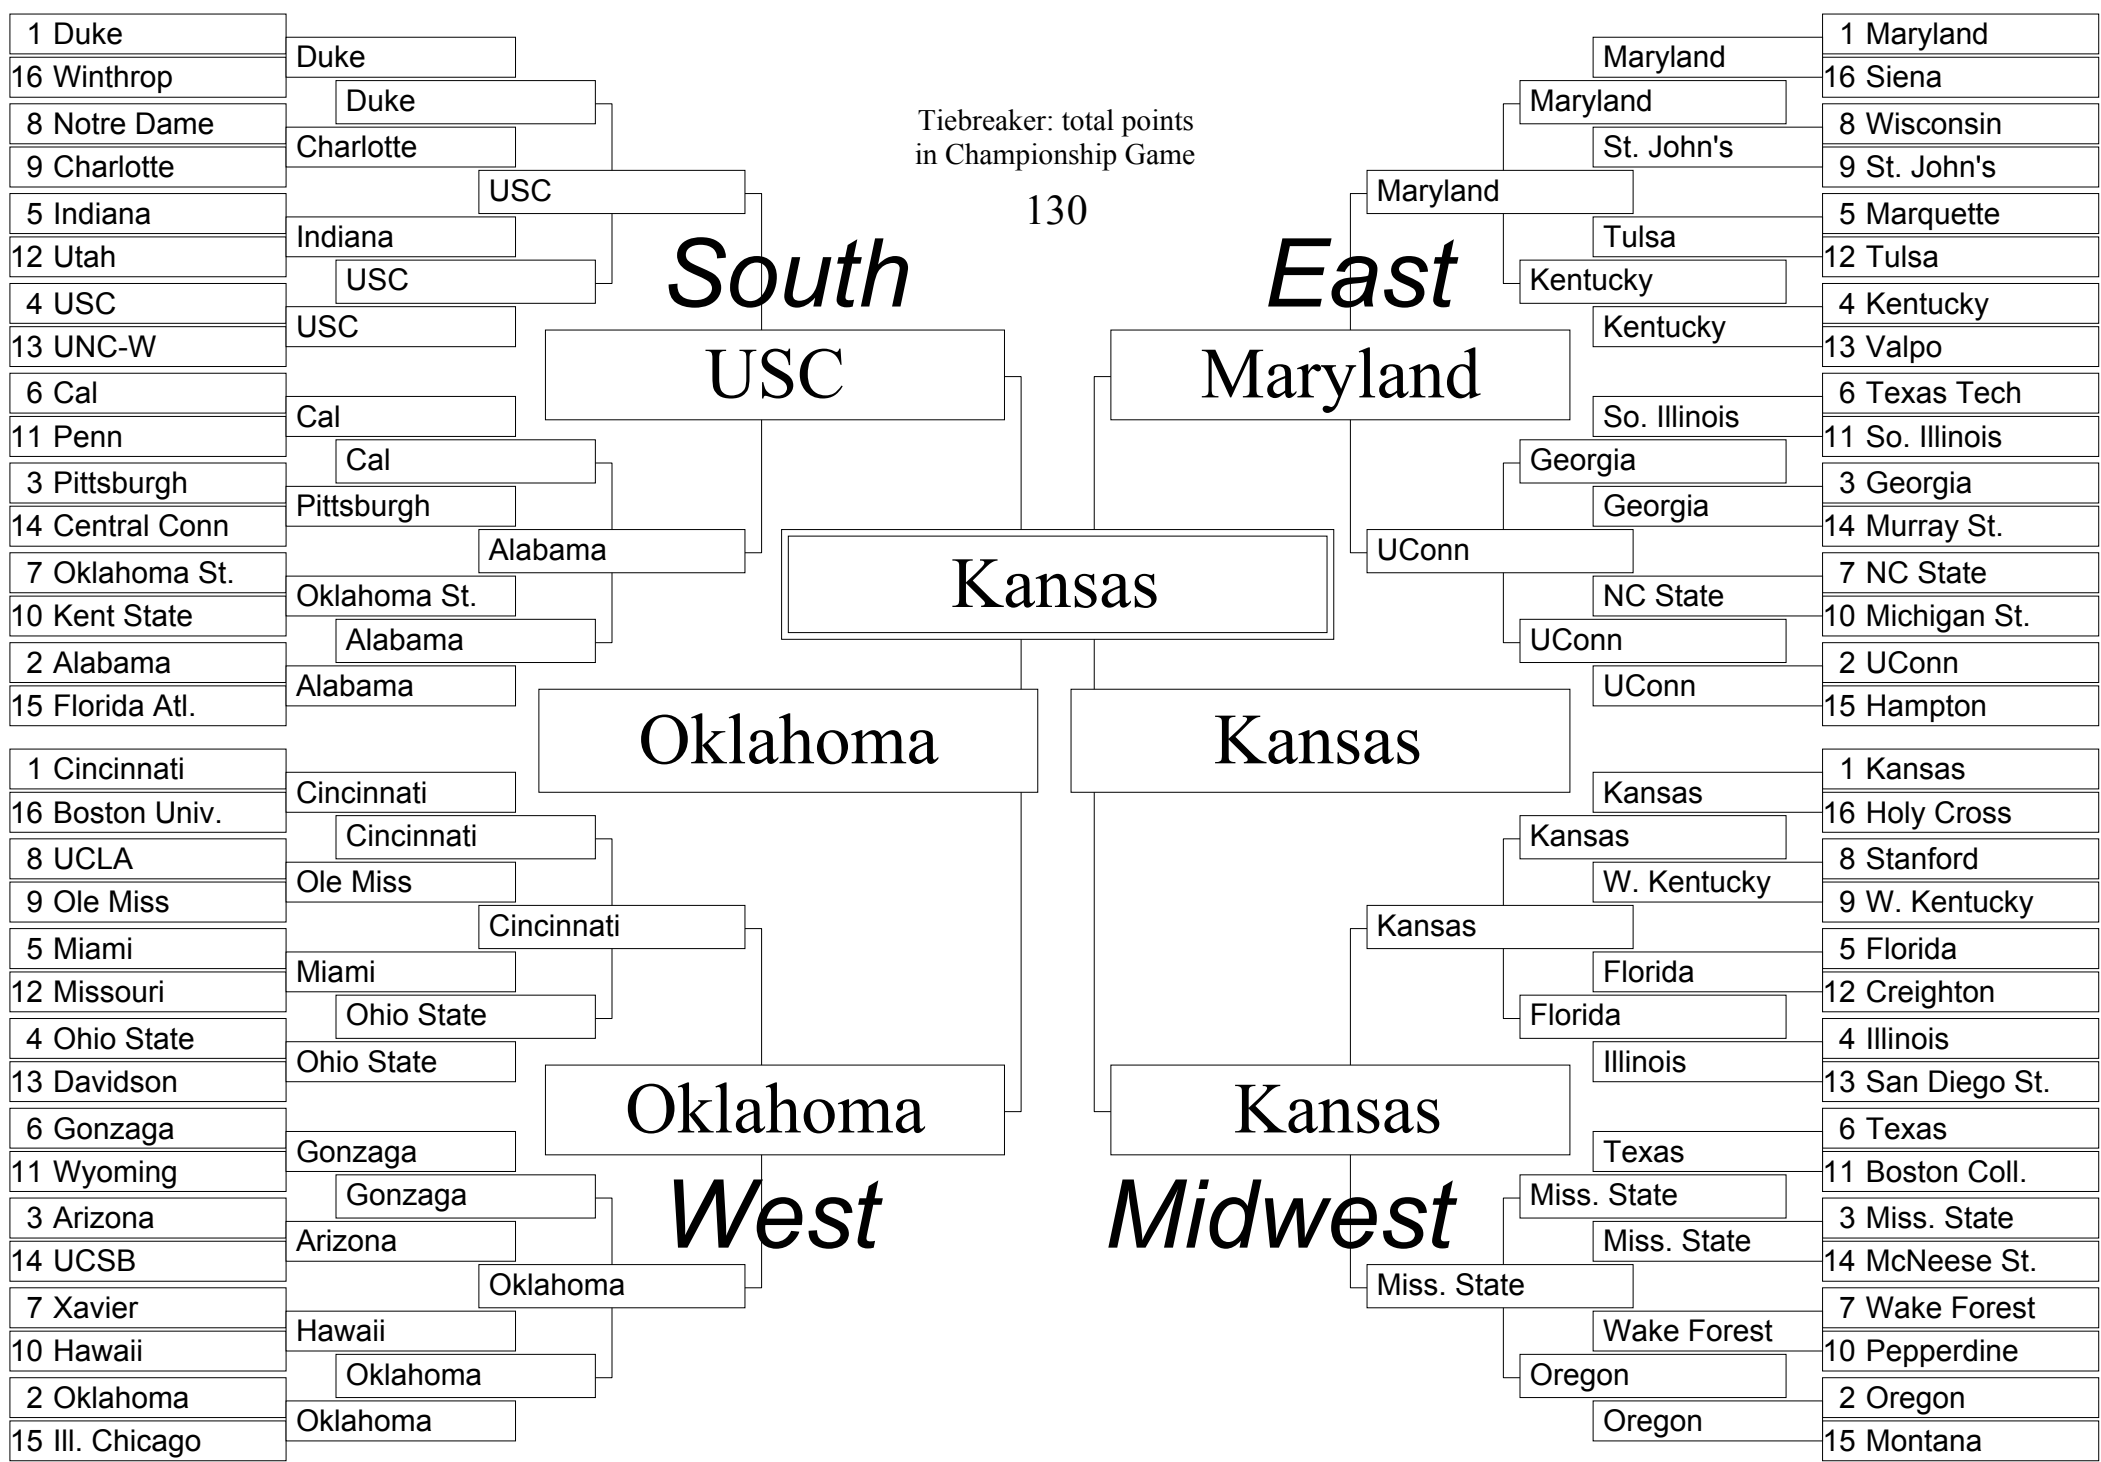 1 Duke
16 Winthrop
8 Notre Dame
9 Charlotte
5 Indiana
12 Utah
4 USC
13 UNC-W
6 Cal
11 Penn
3 Pittsburgh
14 Central Conn
7 Oklahoma St.
10 Kent State
2 Alabama
15 Florida Atl.
Duke
Charlotte
Indiana
USC
Cal
Pittsburgh
Oklahoma St.
Alabama
Duke
USC
Cal
Alabama
USC
Alabama
South
USC
1 Cincinnati
16 Boston Univ.
8 UCLA
9 Ole Miss
5 Miami
12 Missouri
4 Ohio State
13 Davidson
6 Gonzaga
11 Wyoming
3 Arizona
14 UCSB
7 Xavier
10 Hawaii
2 Oklahoma
15 Ill. Chicago
Cincinnati
Ole Miss
Miami
Ohio State
Gonzaga
Arizona
Hawaii
Oklahoma
Cincinnati
Ohio State
Gonzaga
Oklahoma
Cincinnati
Oklahoma
Oklahoma
West
Tiebreaker: total points
in Championship Game
130
Kansas
Oklahoma
Kansas
East
Maryland
Maryland
UConn
Maryland
Kentucky
Georgia
UConn
Maryland
St. John's
Tulsa
Kentucky
So. Illinois
Georgia
NC State
UConn
1 Maryland
16 Siena
8 Wisconsin
9 St. John's
5 Marquette
12 Tulsa
4 Kentucky
13 Valpo
6 Texas Tech
11 So. Illinois
3 Georgia
14 Murray St.
7 NC State
10 Michigan St.
2 UConn
15 Hampton
Kansas
Midwest
Kansas
Miss. State
Kansas
Florida
Miss. State
Oregon
Kansas
W. Kentucky
Florida
Illinois
Texas
Miss. State
Wake Forest
Oregon
1 Kansas
16 Holy Cross
8 Stanford
9 W. Kentucky
5 Florida
12 Creighton
4 Illinois
13 San Diego St.
6 Texas
11 Boston Coll.
3 Miss. State
14 McNeese St.
7 Wake Forest
10 Pepperdine
2 Oregon
15 Montana